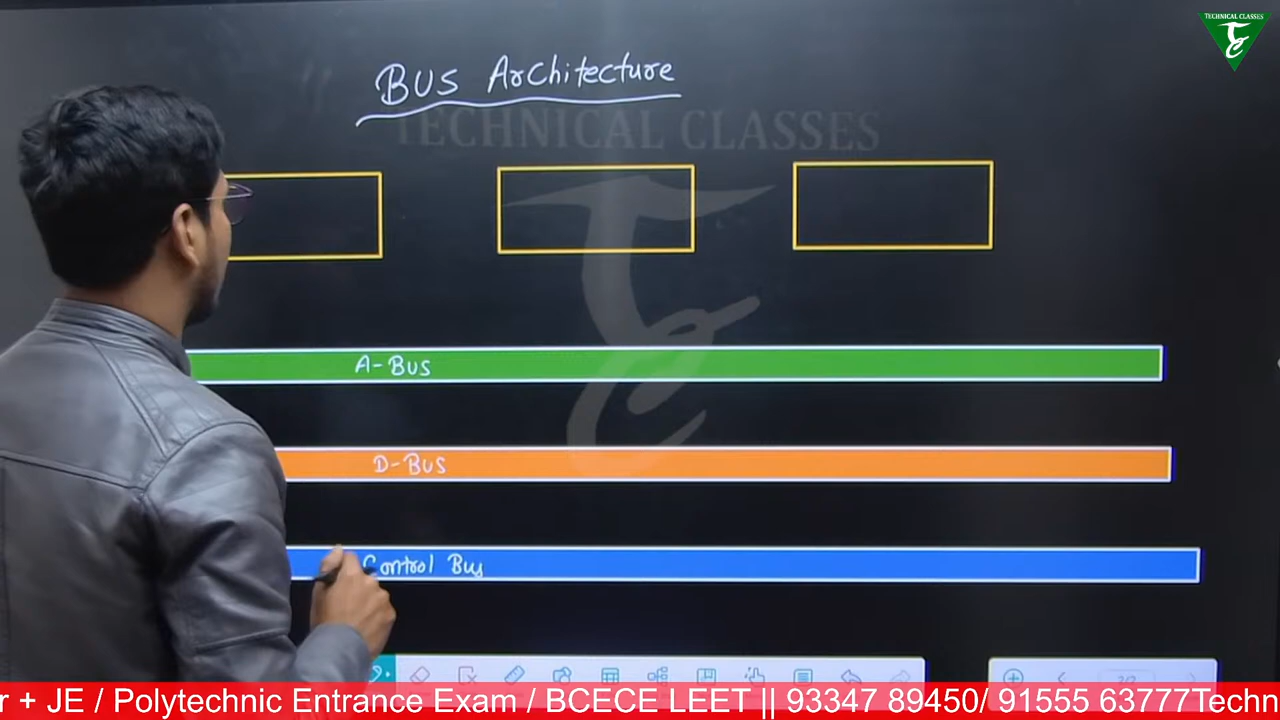 TECHNICAL CLASSES
BUS Architecture
TECHNICAL CLASSES
A-BUS
D-BUS
Control Bus
r + JE / Polytechnic Entrance Exam / BCECE LEET || 93347 89450/ 91555 63777Techn